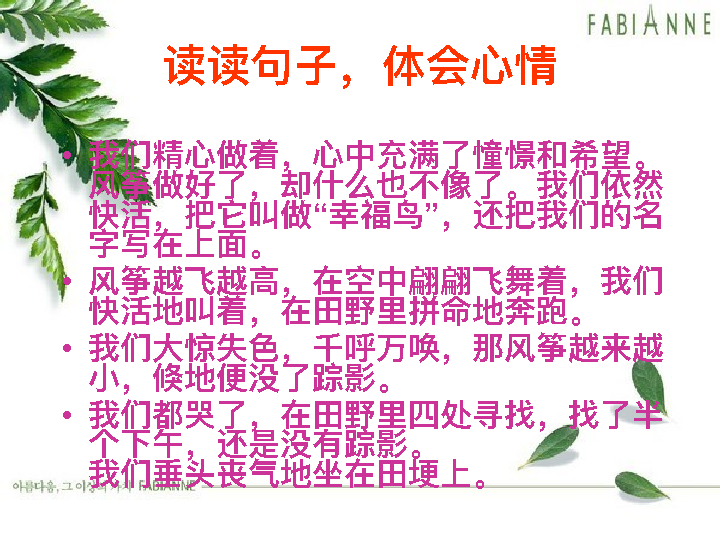 FABIANNE
读读句子，体会心情
• 我们精心做着，心中充满了憧憬和希望。
风筝做好了，却什么也不像了。我们依然
快活，把它叫做“幸福鸟”，还把我们的名
字写在上面。
• 风筝越飞越高，在空中翩翩飞舞着，我们
快活地叫着，在田野里拼命地奔跑。
• 我们大惊失色，千呼万唤，那风筝越来越
小，倏地便没了踪影。
• 我们都哭了，在田野里四处寻找，找了半
个下午，还是没有踪影。
我们垂头丧气地坐在田埂上。
아름다움, 그 이상의 가치 FABIANNE